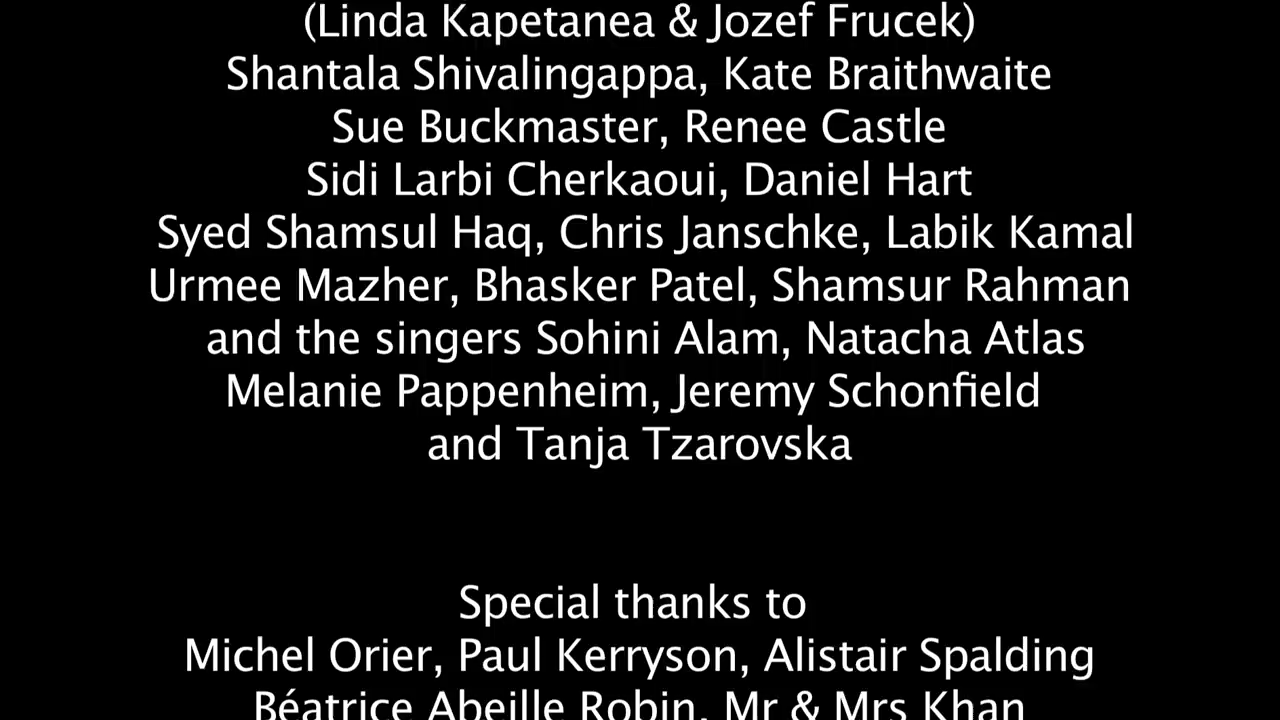 (Linda Kapetanea & Jozef Frucek)
Shantala Shivalingappa, Kate Braithwaite
Sue Buckmaster, Renee Castle
Sidi Larbi Cherkaoui, Daniel Hart
Syed Shamsul Haq, Chris Janschke, Labik Kamal
Urmee Mazher, Bhasker Patel, Shamsur Rahman
and the singers Sohini Alam, Natacha Atlas
Melanie Pappenheim, Jeremy Schonfield
and Tanja Tzarovska
Special thanks to
Michel Orier, Paul Kerryson, Alistair Spalding
Béatrice Abeille Robin, Mr & Mrs Khan